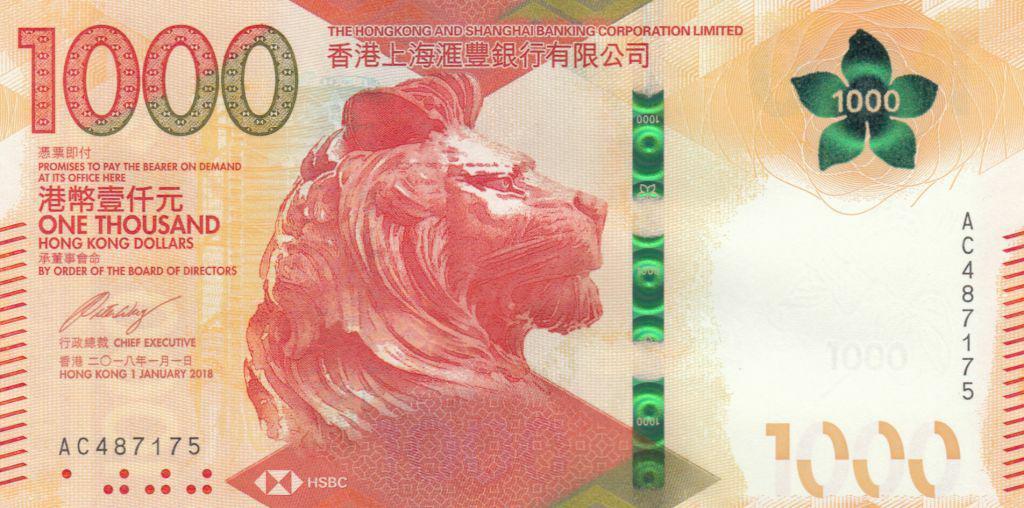 1000
THE HONGKONG AND SHANGHAI BANKING CORPORATION LIMITED
香港上海滙豐銀行有限公司
1000
憑票即付
PROMISES TO PAY THE BEARER ON DEMAND
AT ITS OFFICE HERE
港幣壹仟元
ONE THOUSAND
HONG KONG DOLLARS
承董事會命
BY ORDER OF THE BOARD OF DIRECTORS
行政總裁 CHIEF EXECUTIVE
香港 二〇一八年一月一日
HONG KONG 1 JANUARY 2018
AC487175
HSBC
1000
1000
1000
AC487175
1000
1000